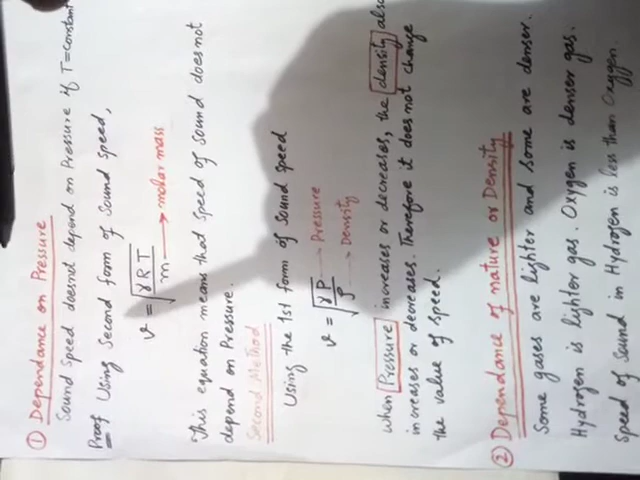 ① Dependance on Pressure
Sound speed doesnot depend on Pressure if T=constant
Proof Using Second form of sound speed,
v = √(γRT/m) → molar mass
This equation means that speed of sound doesnot
depend on Pressure.
Second Method
Using the 1st form of sound speed
v = √(γP/ρ) → Pressure
→ Density
when Pressure increases or decreases, the density also
increases or decreases. Therefore it does not change
the value of speed.
② Dependance of nature or Density
Some gases are lighter and some are denser.
Hydrogen is lighter gas. Oxygen is denser gas.
Speed of Sound in Hydrogen is less than Oxygen.